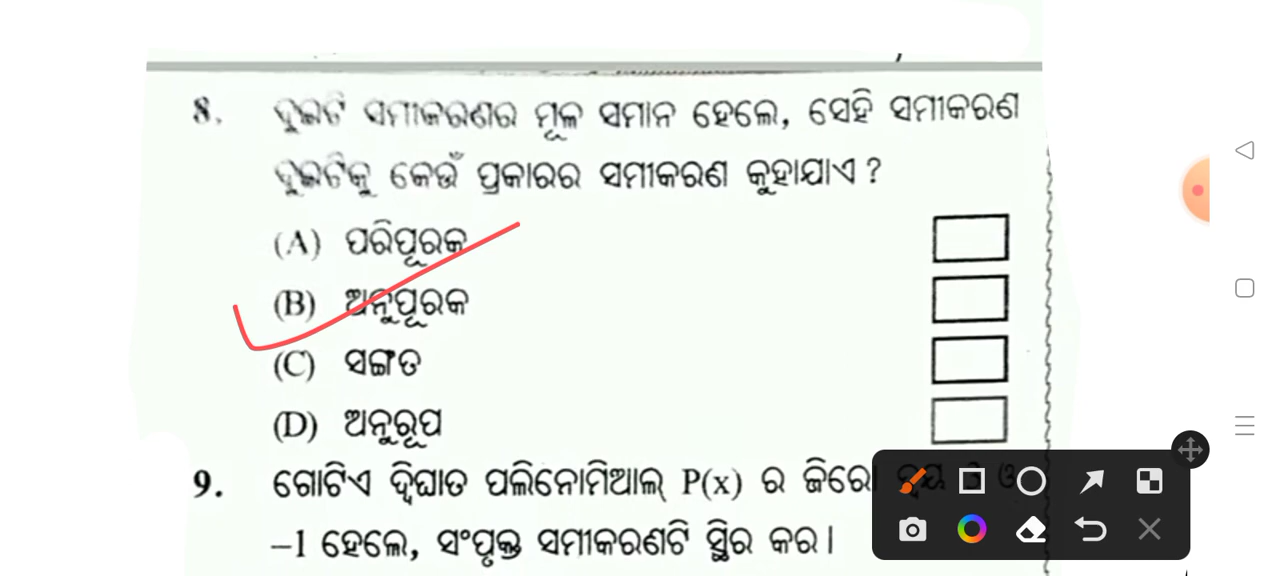 8. ଦୁଇଟି ସମୀକରଣର ମୂଳ ସମାନ ହେଲେ, ସେହି ସମୀକରଣ
ଦୁଇଟିକୁ କେଉଁ ପ୍ରକାରର ସମୀକରଣ କୁହାଯାଏ ?
(A) ପରିପୂରକ
(B) ଅନୁପୂରକ
(C) ସଙ୍ଗତ
(D) ଅନୁରୂପ
9. ଗୋଟିଏ ଦ୍ୱିଘାତ ପଲିନୋମିଆଲ୍ P(x) ର ଜିରୋ
–1 ହେଲେ, ସଂପୃକ୍ତ ସମୀକରଣଟି ସ୍ଥିର କର।